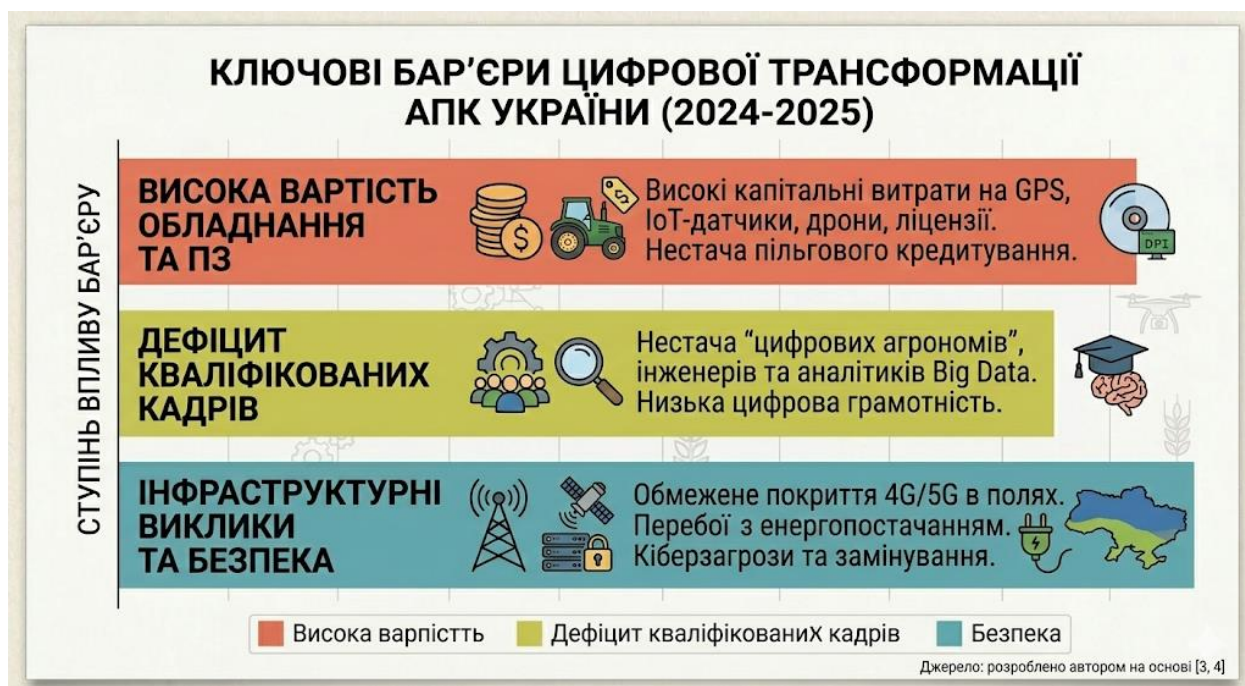 КЛЮЧОВІ БАР’ЄРИ ЦИФРОВОЇ ТРАНСФОРМАЦІЇ
АПК УКРАЇНИ (2024-2025)
СТУПІНЬ ВПЛИВУ БАР’ЄРУ
ВИСОКА ВАРТІСТЬ
ОБЛАДНАННЯ
ТА ПЗ
$
$
Високі капітальні витрати на GPS,
IoT-датчики, дрони, ліцензії.
Нестача пільгового кредитування.
DPI
ДЕФІЦИТ
КВАЛІФІКОВАНИХ
КАДРІВ
Нестача “цифрових агрономів”,
інженерів та аналітиків Big Data.
Низька цифрова грамотність.
ІНФРАСТРУКТУРНІ
ВИКЛИКИ
ТА БЕЗПЕКА
Обмежене покриття 4G/5G в полях.
Перебої з енергопостачанням.
Кіберзагрози та замінування.
Висока варпістть
Дефіцит кваліфікованиX кадрів
Безпека
Джерело: розроблено автором на основі [3, 4]